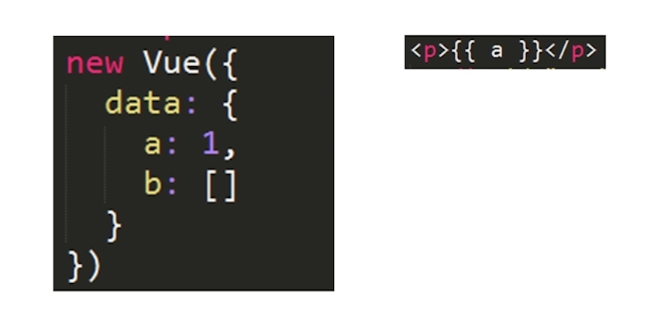 new Vue({
  data: {
    a: 1,
    b: []
  }
})
<p>{{ a }}</p>